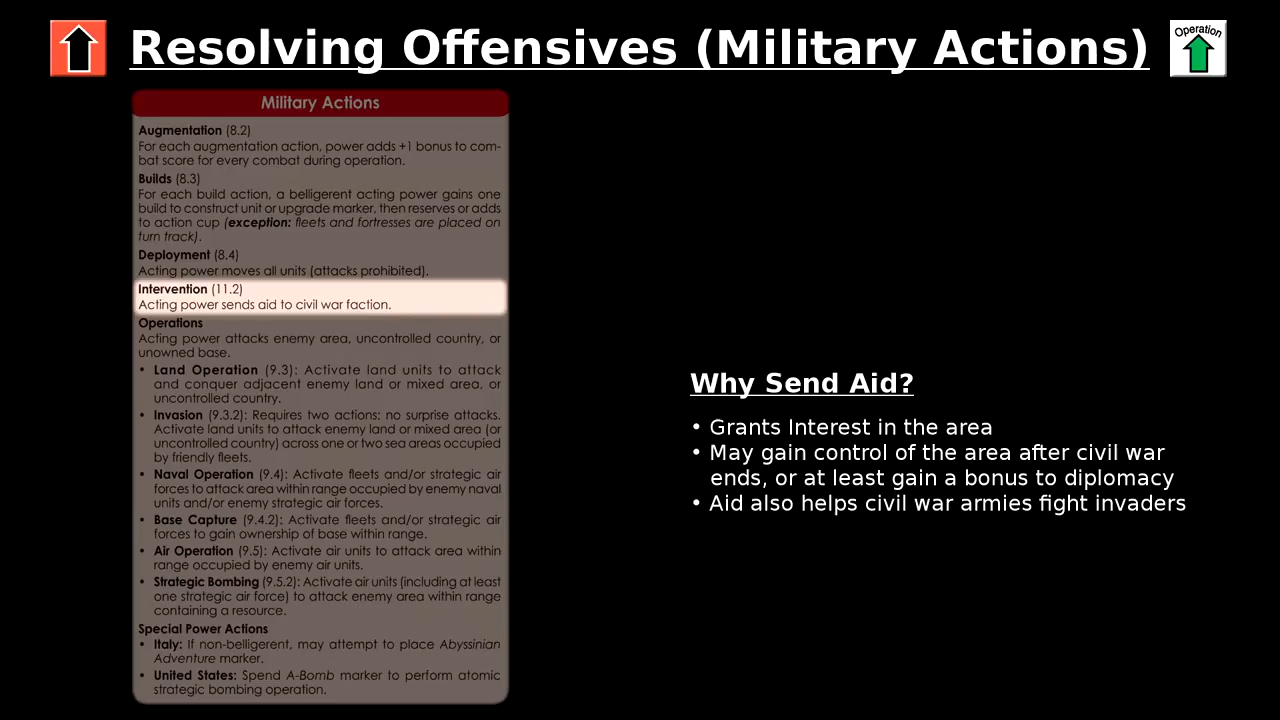 Resolving Offensives (Military Actions)
Operation
Military Actions
Augmentation (8.2)
For each augmentation action, power adds +1 bonus to com-
bat score for every combat during operation.
Builds (8.3)
For each build action, a belligerent acting power gains one
build to construct unit or upgrade marker, then reserves or adds
to action cup (exception: fleets and fortresses are placed on
turn track).
Deployment (8.4)
Acting power moves all units (attacks prohibited).
Intervention (11.2)
Acting power sends aid to civil war faction.
Operations
Acting power attacks enemy area, uncontrolled country, or
unowned base.
• Land Operation (9.3): Activate land units to attack
and conquer adjacent enemy land or mixed area, or
uncontrolled country.
• Invasion (9.3.2): Requires two actions; no surprise attacks.
Activate land units to attack enemy land or mixed area (or
uncontrolled country) across one or two sea areas occupied
by friendly fleets.
• Naval Operation (9.4): Activate fleets and/or strategic air
forces to attack area within range occupied by enemy naval
units and/or enemy strategic air forces.
• Base Capture (9.4.2): Activate fleets and/or strategic air
forces to gain ownership of base within range.
• Air Operation (9.5): Activate air units to attack area within
range occupied by enemy air units.
• Strategic Bombing (9.5.2): Activate air units (including at least
one strategic air force) to attack enemy area within range
containing a resource.
Special Power Actions
• Italy: If non-belligerent, may attempt to place Abyssinian
Adventure marker.
• United States: Spend A-Bomb marker to perform atomic
strategic bombing operation.
Why Send Aid?
• Grants Interest in the area
• May gain control of the area after civil war
ends, or at least gain a bonus to diplomacy
• Aid also helps civil war armies fight invaders